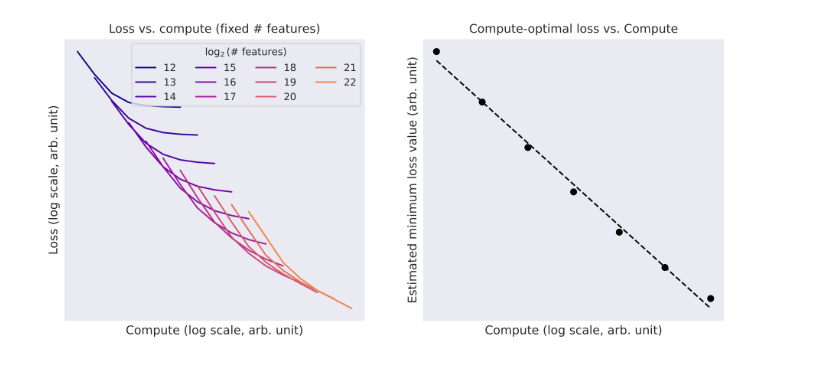 Loss vs. compute (fixed # features)
log₂(# features)
12 15 18 21
13 16 19 22
14 17 20
Loss (log scale, arb. unit)
Compute (log scale, arb. unit)
Compute-optimal loss vs. Compute
Estimated minimum loss value (arb. unit)
Compute (log scale, arb. unit)